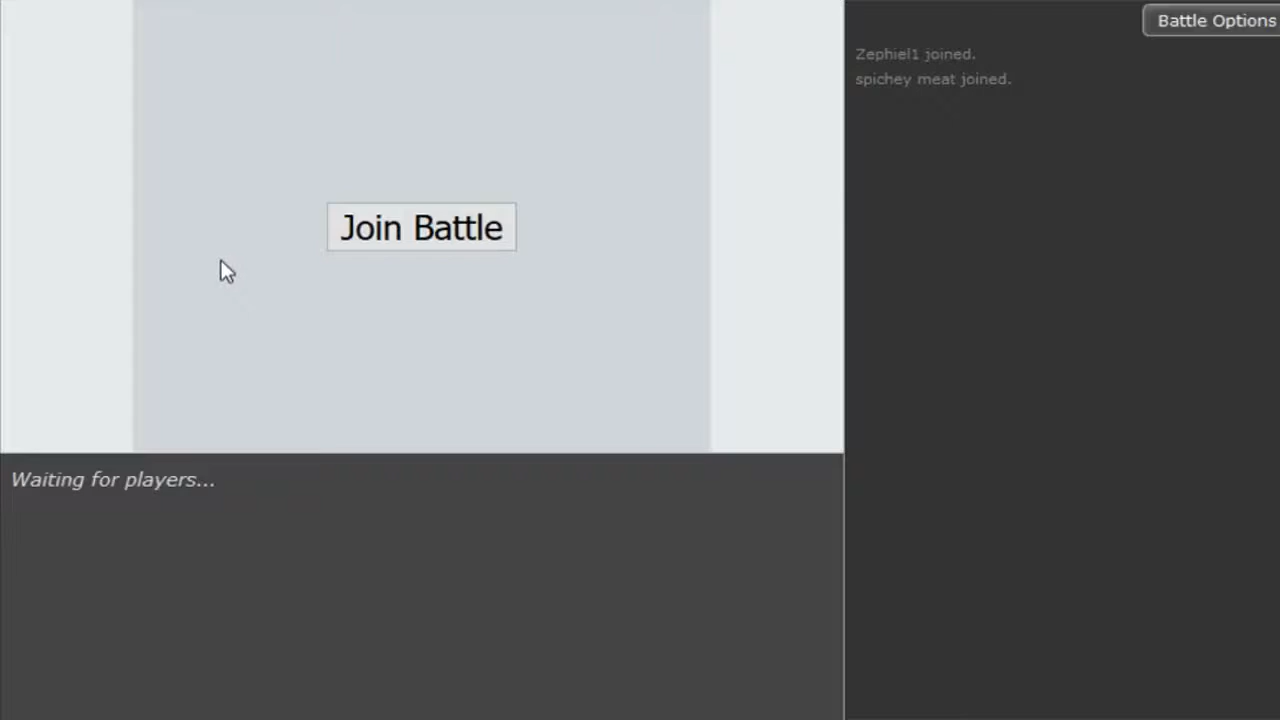 Battle Options
Zephiel1 joined.
spichey meat joined.
Join Battle
Waiting for players...